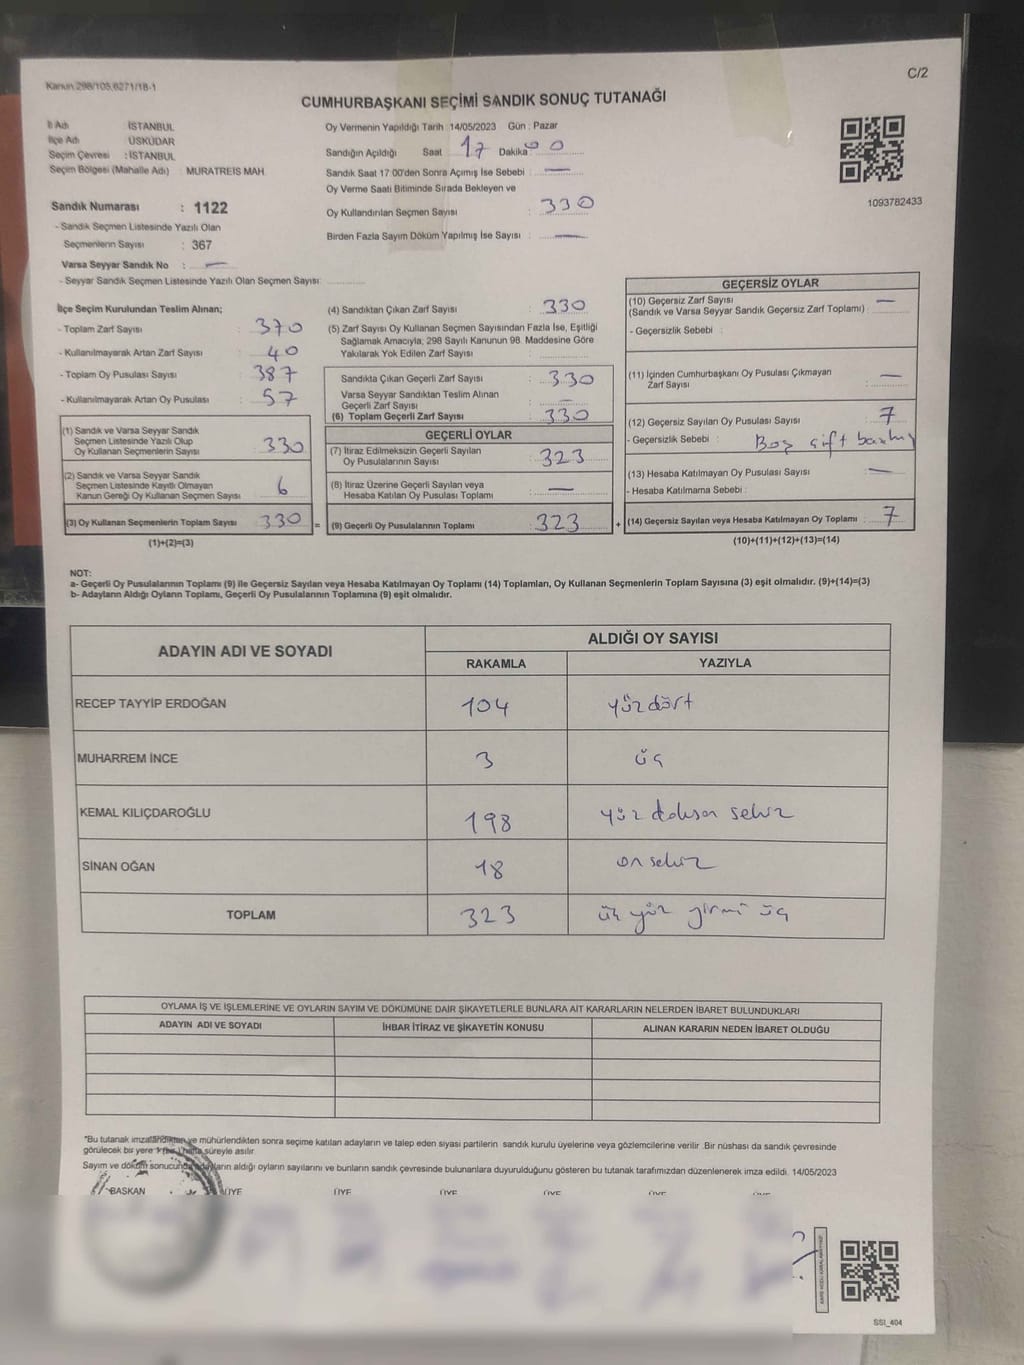 Kanun 298/105,6271/18-1
C/2
CUMHURBAŞKANI SEÇİMİ SANDIK SONUÇ TUTANAĞI
İl Adı İSTANBUL
İlçe Adı ÜSKÜDAR
Seçim Çevresi : İSTANBUL
Seçim Bölgesi (Mahalle Adı) MURATREIS MAH.
Sandık Numarası : 1122
- Sandık Seçmen Listesinde Yazılı Olan
Seçmenlerin Sayısı : 367
Varsa Seyyar Sandık No : —
- Seyyar Sandık Seçmen Listesinde Yazılı Olan Seçmen Sayısı
Oy Vermenin Yapıldığı Tarih 14/05/2023 Gün : Pazar
Sandığın Açıldığı Saat 17 Dakika 00
Sandık Saat 17:00'den Sonra Açımış İse Sebebi : —
Oy Verme Saati Bitiminde Sırada Bekleyen ve
Oy Kullandırılan Seçmen Sayısı : 330
Birden Fazla Sayım Döküm Yapılmış İse Sayısı : —
1093782433
İlçe Seçim Kurulundan Teslim Alınan;
- Toplam Zarf Sayısı : 370
- Kullanılmayarak Artan Zarf Sayısı : 40
- Toplam Oy Pusulası Sayısı : 387
- Kullanılmayarak Artan Oy Pusulası : 57
(1) Sandık ve Varsa Seyyar Sandık
Seçmen Listesinde Yazılı Olup
Oy Kullanan Seçmenlerin Sayısı : 330
(2) Sandık ve Varsa Seyyar Sandık
Seçmen Listesinde Kayıtlı Olmayan
Kanun Gereği Oy Kullanan Seçmen Sayısı : 6
(3) Oy Kullanan Seçmenlerin Toplam Sayısı : 330
(1)+(2)=(3)
(4) Sandıktan Çıkan Zarf Sayısı : 330
(5) Zarf Sayısı Oy Kullanan Seçmen Sayısından Fazla İse, Eşitliği
Sağlamak Amacıyla; 298 Sayılı Kanunun 98. Maddesine Göre
Yakılarak Yok Edilen Zarf Sayısı :
Sandıkta Çıkan Geçerli Zarf Sayısı : 330
Varsa Seyyar Sandıktan Teslim Alınan
Geçerli Zarf Sayısı : —
(6) Toplam Geçerli Zarf Sayısı : 330
GEÇERLİ OYLAR
(7) İtiraz Edilmeksizin Geçerli Sayılan
Oy Pusulalarının Sayısı : 323
(8) İtiraz Üzerine Geçerli Sayılan veya
Hesaba Katılan Oy Pusulası Toplamı : —
= (9) Geçerli Oy Pusulalarının Toplamı : 323 +
GEÇERSİZ OYLAR
(10) Geçersiz Zarf Sayısı
(Sandık ve Varsa Seyyar Sandık Geçersiz Zarf Toplamı) : —
- Geçersizlik Sebebi :
(11) İçinden Cumhurbaşkanı Oy Pusulası Çıkmayan
Zarf Sayısı : —
(12) Geçersiz Sayılan Oy Pusulası Sayısı : 7
- Geçersizlik Sebebi : Boş çift
(13) Hesaba Katılmayan Oy Pusulası Sayısı : —
- Hesaba Katılmama Sebebi :
(14) Geçersiz Sayılan veya Hesaba Katılmayan Oy Toplamı : 7
(10)+(11)+(12)+(13)=(14)
NOT:
a- Geçerli Oy Pusulalarının Toplamı (9) ile Geçersiz Sayılan veya Hesaba Katılmayan Oy Toplamı (14) Toplamları, Oy Kullanan Seçmenlerin Toplam Sayısına (3) eşit olmalıdır. (9)+(14)=(3)
b- Adayların Aldığı Oyların Toplamı, Geçerli Oy Pusulalarının Toplamına (9) eşit olmalıdır.
ADAYIN ADI VE SOYADI
ALDIĞI OY SAYISI
RAKAMLA YAZIYLA
RECEP TAYYİP ERDOĞAN 104 yüzdört
MUHARREM İNCE 3 üç
KEMAL KILIÇDAROĞLU 198 yüz doksan sekiz
SİNAN OĞAN 18 onsekiz
TOPLAM 323 üç yüz yirmi üç
OYLAMA İŞ VE İŞLEMLERİNE VE OYLARIN SAYIM VE DÖKÜMÜNE DAİR ŞİKAYETLERLE BUNLARA AİT KARARLARIN NELERDEN İBARET BULUNDUKLARI
ADAYIN ADI VE SOYADI İHBAR İTİRAZ VE ŞİKAYETİN KONUSU ALINAN KARARIN NEDEN İBARET OLDUĞU
*Bu tutanak imzalandıktan ve mühürlendikten sonra seçime katılan adayların ve talep eden siyasi partilerin sandık kurulu üyelerine veya gözlemcilerine verilir. Bir nüshası da sandık çevresinde
görülecek bir yere 1 (bir) hafta süreyle asılır.
Sayım ve döküm sonucunda adayların aldığı oyların sayılarını ve bunların sandık çevresinde bulunanlara duyurulduğunu gösteren bu tutanak tarafımızdan düzenlenerek imza edildi. 14/05/2023
BAŞKAN ÜYE ÜYE ÜYE ÜYE ÜYE ÜYE
SSI_404